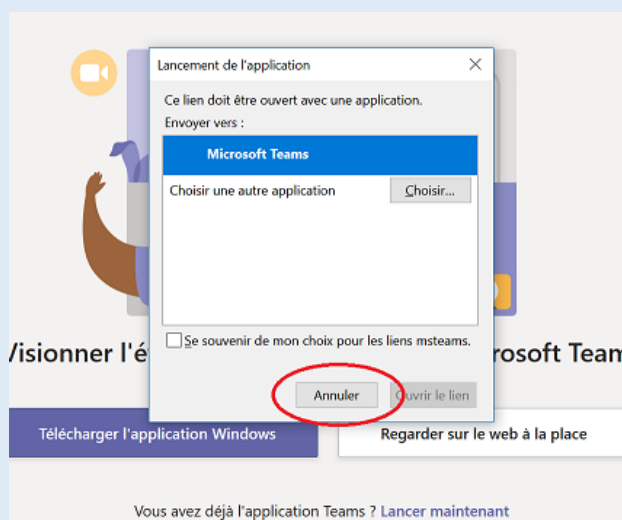 Lancement de l'application
Ce lien doit être ouvert avec une application.
Envoyer vers :
Microsoft Teams
Choisir une autre application
Choisir...
Se souvenir de mon choix pour les liens msteams.
Annuler
Ouvrir le lien
Visionner l'é
rosoft Team
Télécharger l'application Windows
Regarder sur le web à la place
Vous avez déjà l'application Teams ? Lancer maintenant